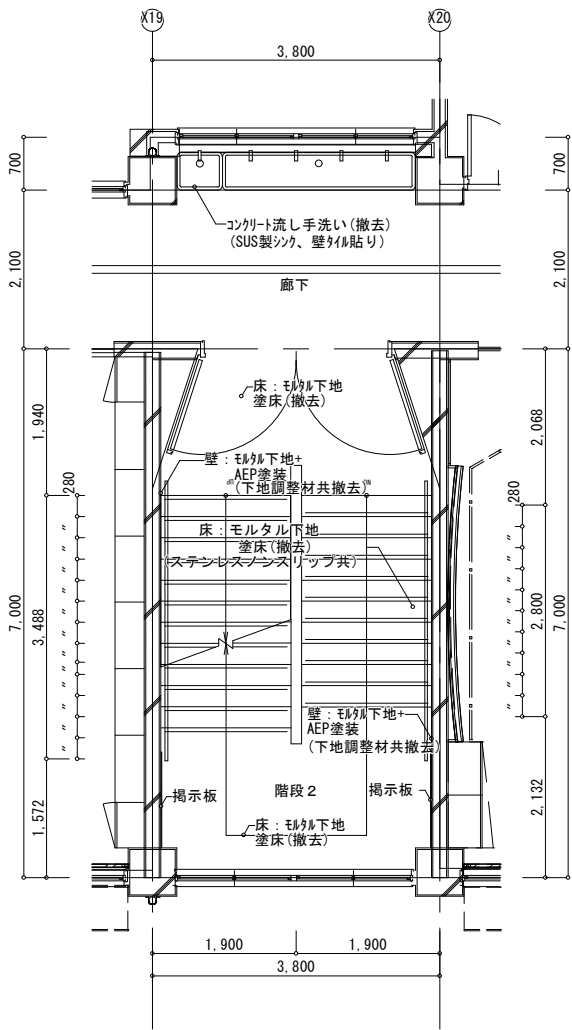 X19
X20
3,800
700
700
コンクリート流し手洗い(撤去)
(SUS製シンク、壁タイル貼り)
2,100
2,100
廊下
床：モルタル下地
塗床(撤去)
1,940
2,068
壁：モルタル下地+
AEP塗装
(下地調整材共撤去)
280
280
床：モルタル下地
塗床(撤去)
(ステンレスノンスリップ共)
7,000
3,488
2,800
7,000
壁：モルタル下地+
AEP塗装
(下地調整材共撤去)
掲示板
階段２
掲示板
1,572
2,132
床：モルタル下地
塗床(撤去)
1,900
1,900
3,800